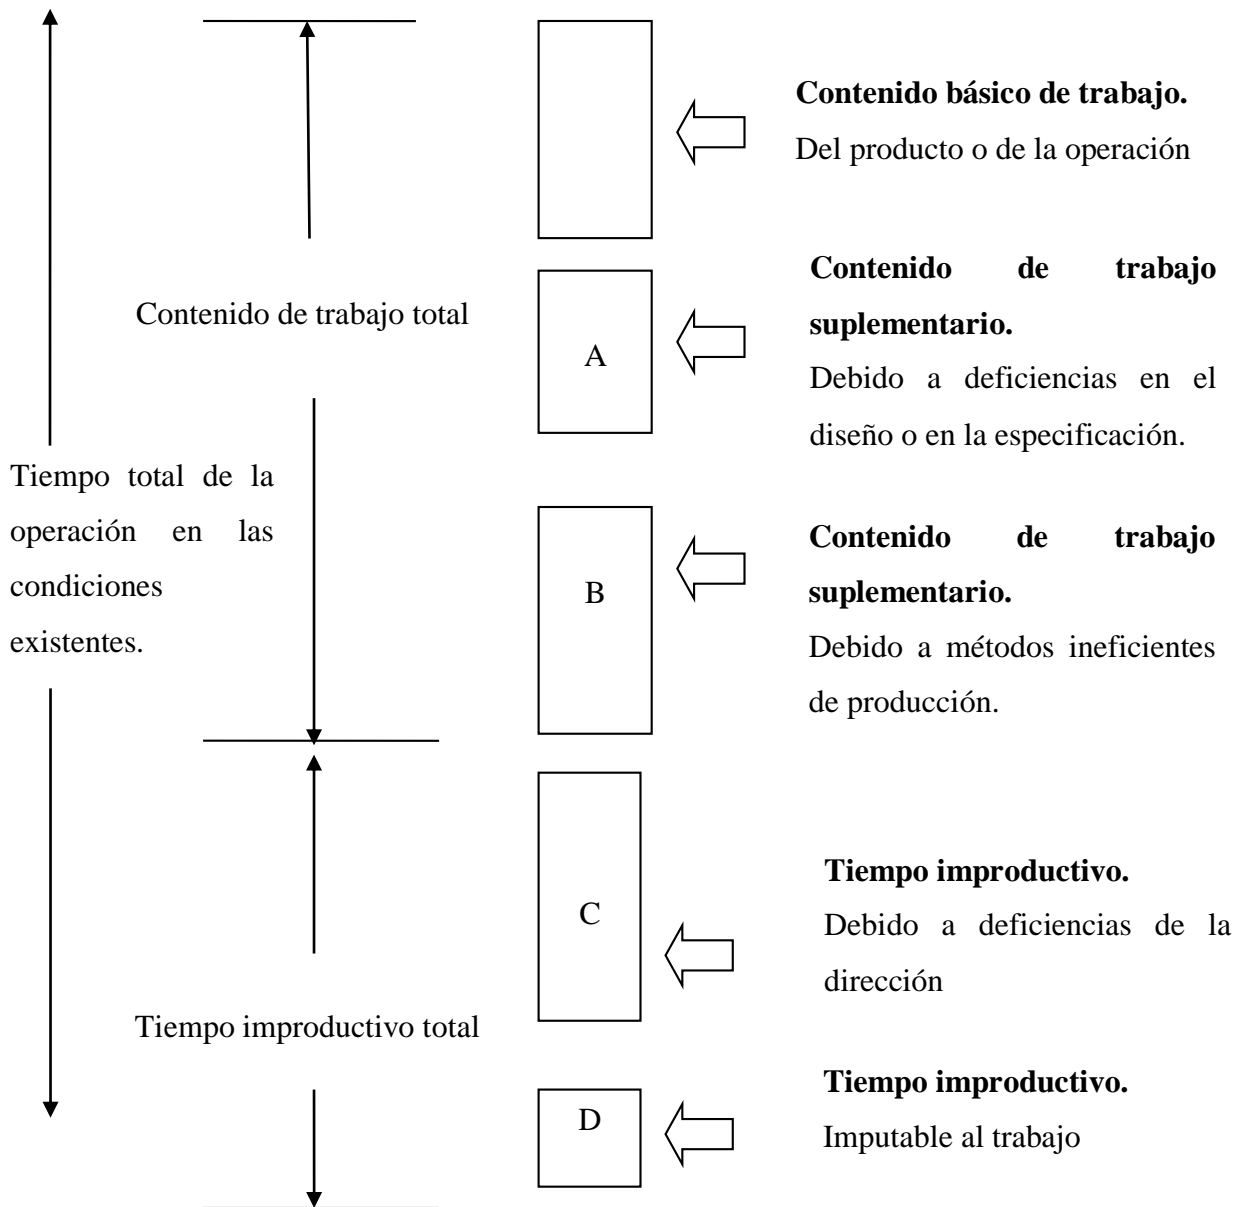 Contenido básico de trabajo.
Del producto o de la operación
Contenido de trabajo
suplementario.
Debido a deficiencias en el
diseño o en la especificación.
Contenido de trabajo total
A
Tiempo total de la
operación en las
condiciones
existentes.
B
Contenido de trabajo
suplementario.
Debido a métodos ineficientes
de producción.
C
Tiempo improductivo.
Debido a deficiencias de la
dirección
Tiempo improductivo total
D
Tiempo improductivo.
Imputable al trabajo